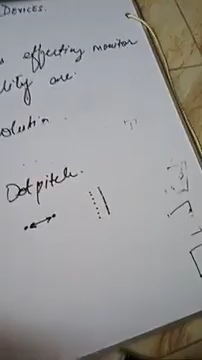 DEVICES.
effecting monitor
lity are:
olution.
Dot pitch.